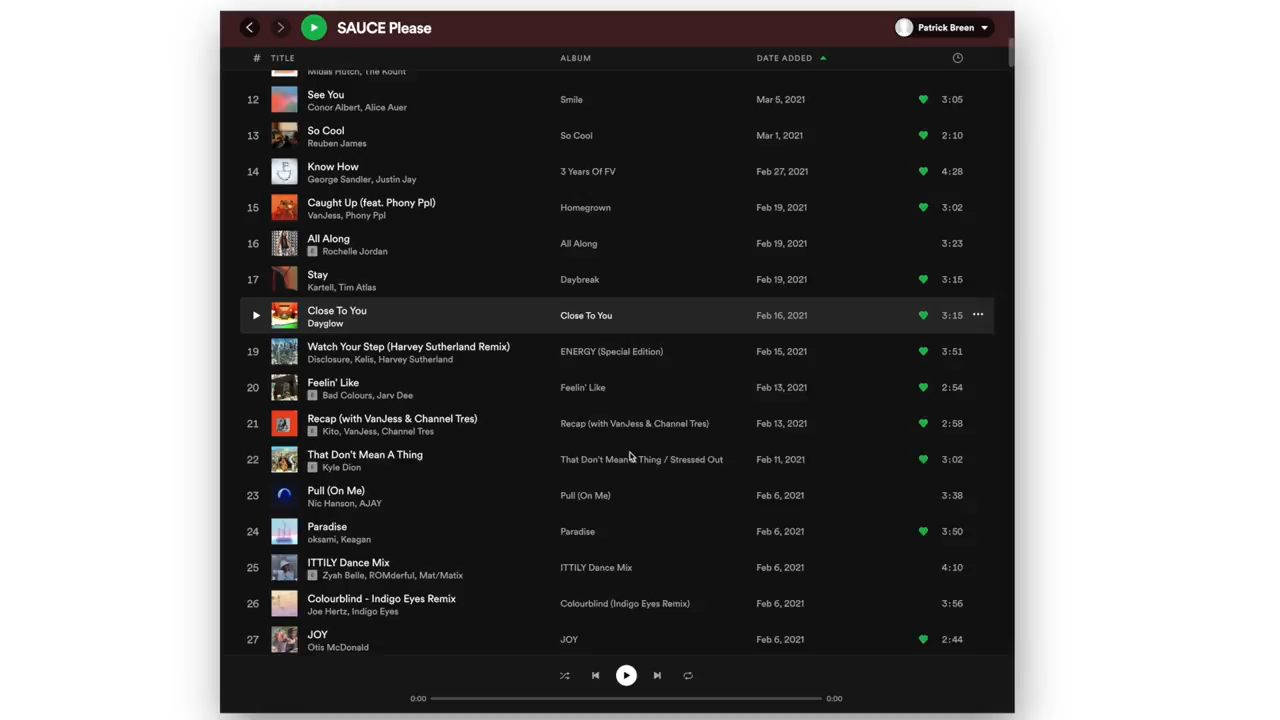 SAUCE Please
Patrick Breen
# TITLE ALBUM DATE ADDED
Midas Hutch, The Kount
12 See You Smile Mar 5, 2021 3:05
Conor Albert, Alice Auer
13 So Cool So Cool Mar 1, 2021 2:10
Reuben James
14 Know How 3 Years Of FV Feb 27, 2021 4:28
George Sandler, Justin Jay
15 Caught Up (feat. Phony Ppl) Homegrown Feb 19, 2021 3:02
VanJess, Phony Ppl
16 All Along All Along Feb 19, 2021 3:23
E Rochelle Jordan
17 Stay Daybreak Feb 19, 2021 3:15
Kartell, Tim Atlas
Close To You Close To You Feb 16, 2021 3:15
Dayglow
19 Watch Your Step (Harvey Sutherland Remix) ENERGY (Special Edition) Feb 15, 2021 3:51
Disclosure, Kelis, Harvey Sutherland
20 Feelin' Like Feelin' Like Feb 13, 2021 2:54
E Bad Colours, Jarv Dee
21 Recap (with VanJess & Channel Tres) Recap (with VanJess & Channel Tres) Feb 13, 2021 2:58
E Kito, VanJess, Channel Tres
22 That Don't Mean A Thing That Don't Mean A Thing / Stressed Out Feb 11, 2021 3:02
E Kyle Dion
23 Pull (On Me) Pull (On Me) Feb 6, 2021 3:38
Nic Hanson, AJAY
24 Paradise Paradise Feb 6, 2021 3:50
oksami, Keagan
25 ITTILY Dance Mix ITTILY Dance Mix Feb 6, 2021 4:10
E Zyah Belle, ROMderful, Mat/Matix
26 Colourblind - Indigo Eyes Remix Colourblind (Indigo Eyes Remix) Feb 6, 2021 3:56
Joe Hertz, Indigo Eyes
27 JOY JOY Feb 6, 2021 2:44
Otis McDonald
0:00 0:00